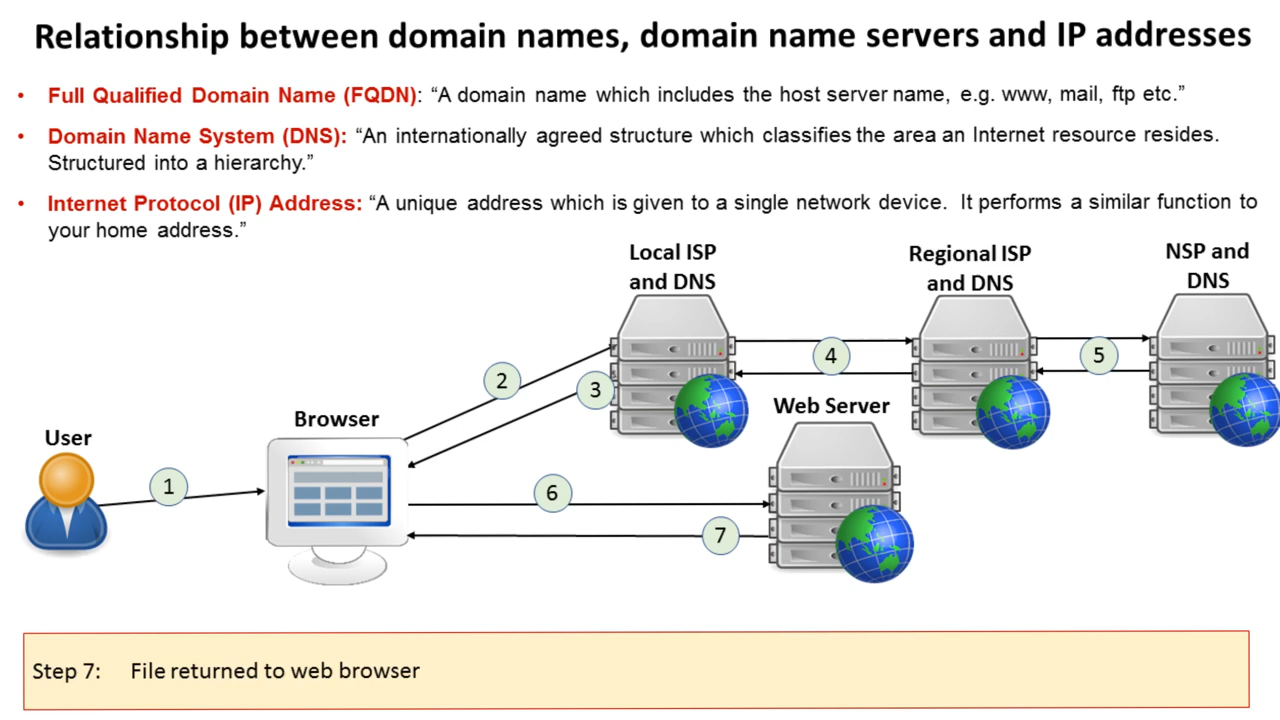 Relationship between domain names, domain name servers and IP addresses
• Full Qualified Domain Name (FQDN): “A domain name which includes the host server name, e.g. www, mail, ftp etc.”
• Domain Name System (DNS): “An internationally agreed structure which classifies the area an Internet resource resides.
Structured into a hierarchy.”
• Internet Protocol (IP) Address: “A unique address which is given to a single network device. It performs a similar function to
your home address.”
Local ISP
and DNS
Regional ISP
and DNS
NSP and
DNS
2
3
4
5
Browser
Web Server
User
1
6
7
Step 7: File returned to web browser